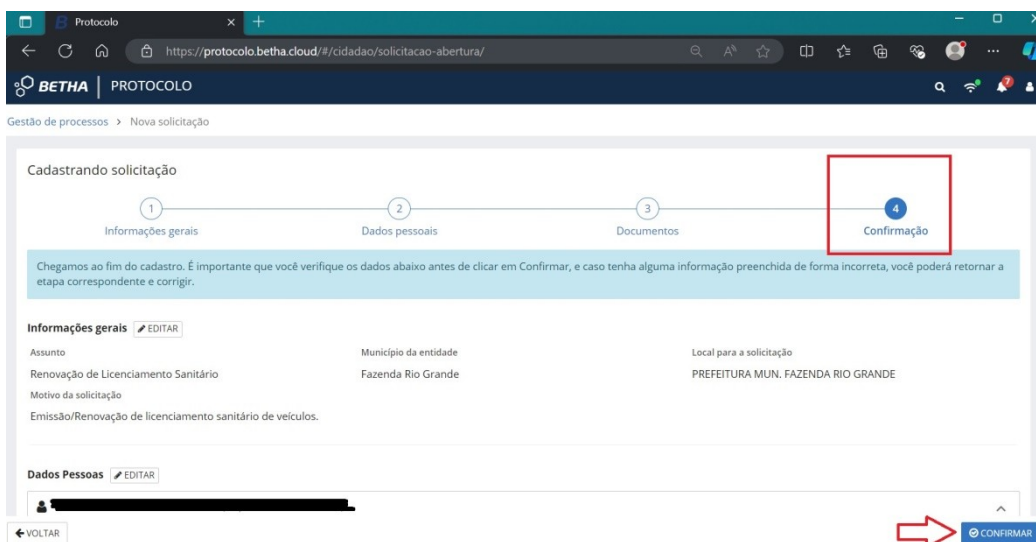 Protocolo
https://protocolo.betha.cloud/#/cidadao/solicitacao-abertura/
BETHA | PROTOCOLO
7
Gestão de processos > Nova solicitação
Cadastrando solicitação
1 2 3 4
Informações gerais Dados pessoais Documentos Confirmação
Chegamos ao fim do cadastro. É importante que você verifique os dados abaixo antes de clicar em Confirmar, e caso tenha alguma informação preenchida de forma incorreta, você poderá retornar a
etapa correspondente e corrigir.
Informações gerais EDITAR
Assunto Município da entidade Local para a solicitação
Renovação de Licenciamento Sanitário Fazenda Rio Grande PREFEITURA MUN. FAZENDA RIO GRANDE
Motivo da solicitação
Emissão/Renovação de licenciamento sanitário de veículos.
Dados Pessoas EDITAR
VOLTAR CONFIRMAR